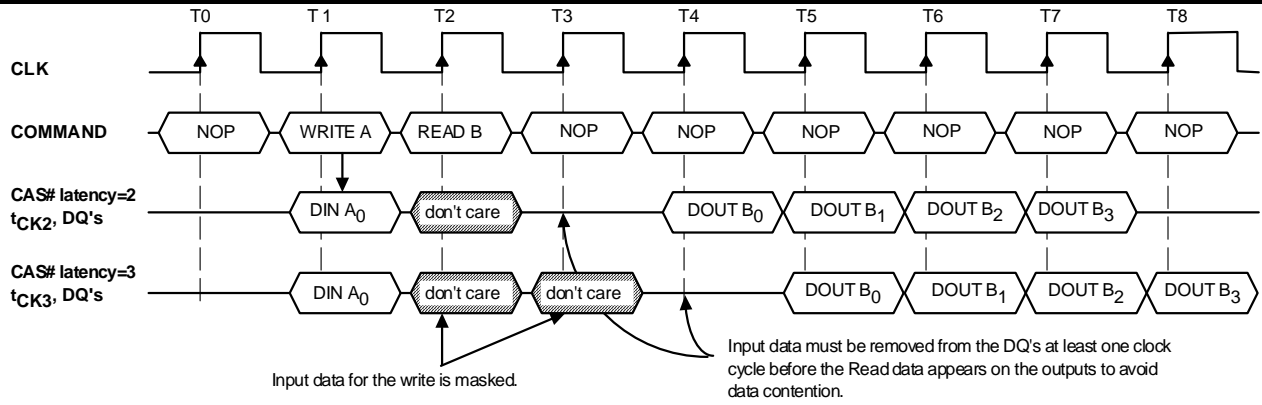 T0 T1 T2 T3 T4 T5 T6 T7 T8
CLK
COMMAND NOP WRITE A READ B NOP NOP NOP NOP NOP NOP
CAS# latency=2
tCK2, DQ's DIN A0 don't care DOUT B0 DOUT B1 DOUT B2 DOUT B3
CAS# latency=3
tCK3, DQ's DIN A0 don't care don't care DOUT B0 DOUT B1 DOUT B2 DOUT B3
Input data for the write is masked.
Input data must be removed from the DQ's at least one clock
cycle before the Read data appears on the outputs to avoid
data contention.